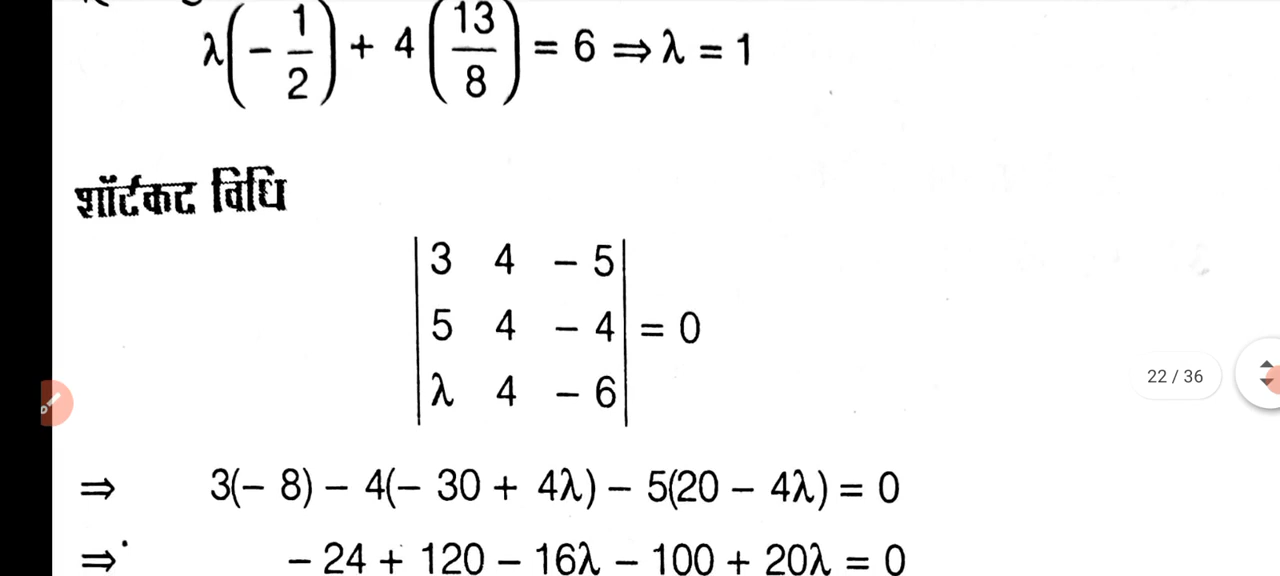 λ(− 1/2) + 4 (13/8) = 6 ⇒ λ = 1
शॉर्टकट विधि
| 3 4 − 5 |
| 5 4 − 4 | = 0
| λ 4 − 6 |
22 / 36
⇒ 3(− 8) − 4(− 30 + 4λ) − 5(20 − 4λ) = 0
⇒ − 24 + 120 − 16λ − 100 + 20λ = 0